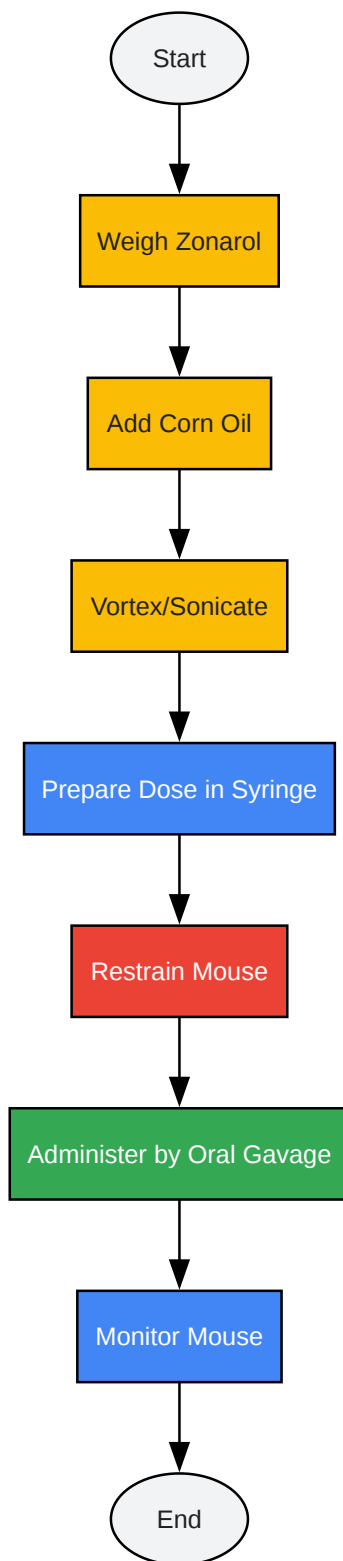 Start
Weigh Zonarol
Add Corn Oil
Vortex/Sonicate
Prepare Dose in Syringe
Restrain Mouse
Administer by Oral Gavage
Monitor Mouse
End